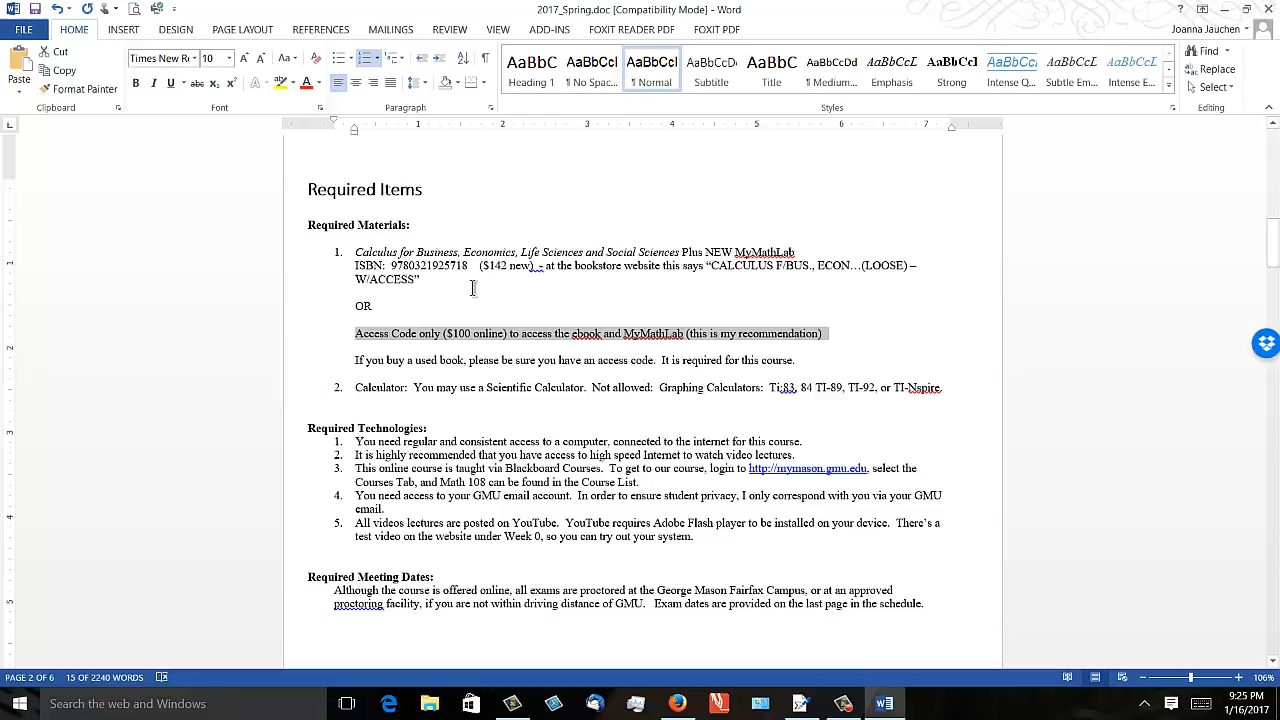 2017_Spring.doc [Compatibility Mode] - Word
FILE HOME INSERT DESIGN PAGE LAYOUT REFERENCES MAILINGS REVIEW VIEW ADD-INS FOXIT READER PDF FOXIT PDF Joanna Jauchen
Paste
Cut
Copy
Format Painter
Times New R 10
AaBbC AaBbCc AaBbCc AaBbCcD AaBbC AaBbCcDd AaBbCcL AaBbCcI AaBbCc. AaBbCcL AaBbCcL
Heading 1 ¶ No Spac... ¶ Normal Subtitle Title Medium... Emphasis Strong Intense Q... Subtle Em... Intense E...
Find
Replace
Select
Clipboard Font Paragraph Styles Editing
1 2 3 4 5 6 7
Required Items
Required Materials:
1. Calculus for Business, Economics, Life Sciences and Social Sciences Plus NEW MyMathLab
ISBN: 9780321925718 ($142 new) - at the bookstore website this says “CALCULUS F/BUS., ECON…(LOOSE) –
W/ACCESS”
OR
Access Code only ($100 online) to access the ebook and MyMathLab (this is my recommendation)
If you buy a used book, please be sure you have an access code. It is required for this course.
2. Calculator: You may use a Scientific Calculator. Not allowed: Graphing Calculators: Ti:83, 84 TI-89, TI-92, or TI-Nspire.
Required Technologies:
1. You need regular and consistent access to a computer, connected to the internet for this course.
2. It is highly recommended that you have access to high speed Internet to watch video lectures.
3. This online course is taught via Blackboard Courses. To get to our course, login to http://mymason.gmu.edu, select the
Courses Tab, and Math 108 can be found in the Course List.
4. You need access to your GMU email account. In order to ensure student privacy, I only correspond with you via your GMU
email.
5. All videos lectures are posted on YouTube. YouTube requires Adobe Flash player to be installed on your device. There’s a
test video on the website under Week 0, so you can try out your system.
Required Meeting Dates:
Although the course is offered online, all exams are proctored at the George Mason Fairfax Campus, or at an approved
proctoring facility, if you are not within driving distance of GMU. Exam dates are provided on the last page in the schedule.
PAGE 2 OF 6 15 OF 2240 WORDS 106%
Search the web and Windows
9:25 PM
1/16/2017